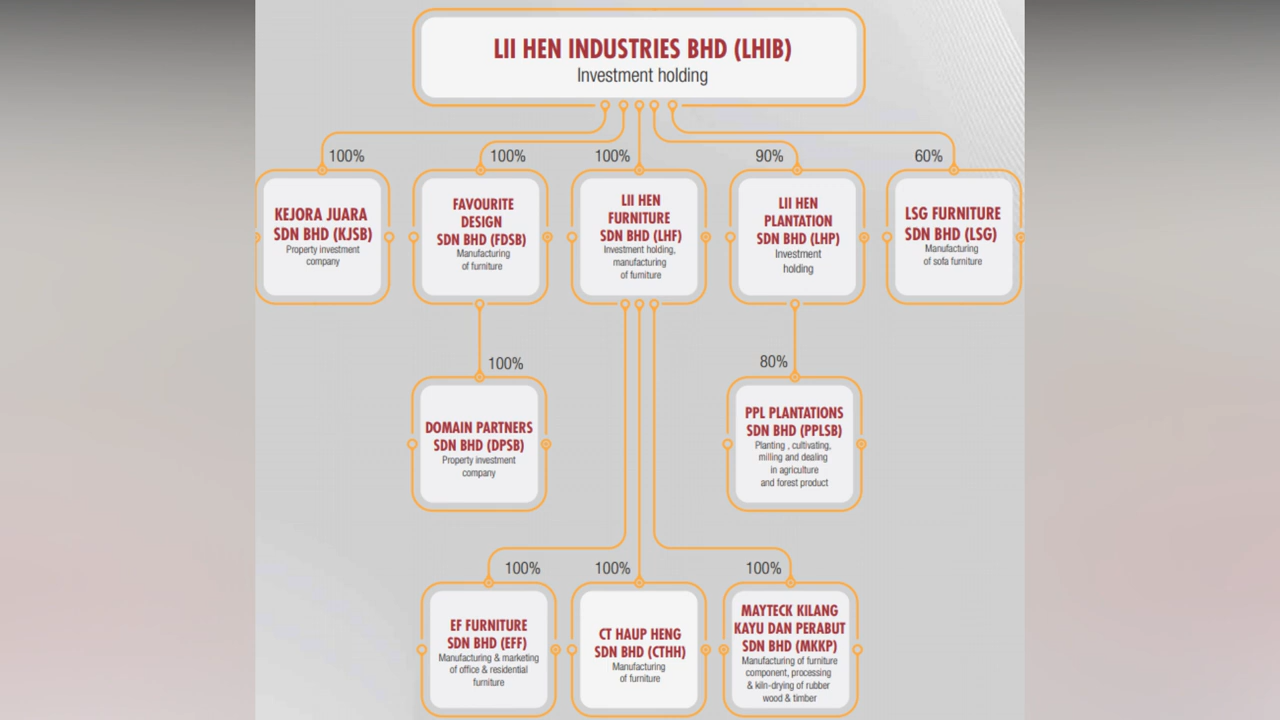 LII HEN INDUSTRIES BHD (LHIB)
Investment holding
100%
100%
100%
90%
60%
KEJORA JUARA
SDN BHD (KJSB)
Property investment
company
FAVOURITE
DESIGN
SDN BHD (FDSB)
Manufacturing
of furniture
LII HEN
FURNITURE
SDN BHD (LHF)
Investment holding,
manufacturing
of furniture
LII HEN
PLANTATION
SDN BHD (LHP)
Investment
holding
LSG FURNITURE
SDN BHD (LSG)
Manufacturing
of sofa furniture
100%
80%
DOMAIN PARTNERS
SDN BHD (DPSB)
Property investment
company
PPL PLANTATIONS
SDN BHD (PPLSB)
Planting , cultivating,
milling and dealing
in agriculture
and forest product
100%
100%
100%
EF FURNITURE
SDN BHD (EFF)
Manufacturing & marketing
of office & residential
furniture
CT HAUP HENG
SDN BHD (CTHH)
Manufacturing
of furniture
MAYTECK KILANG
KAYU DAN PERABUT
SDN BHD (MKKP)
Manufacturing of furniture
component, processing
& kiln-drying of rubber
wood & timber